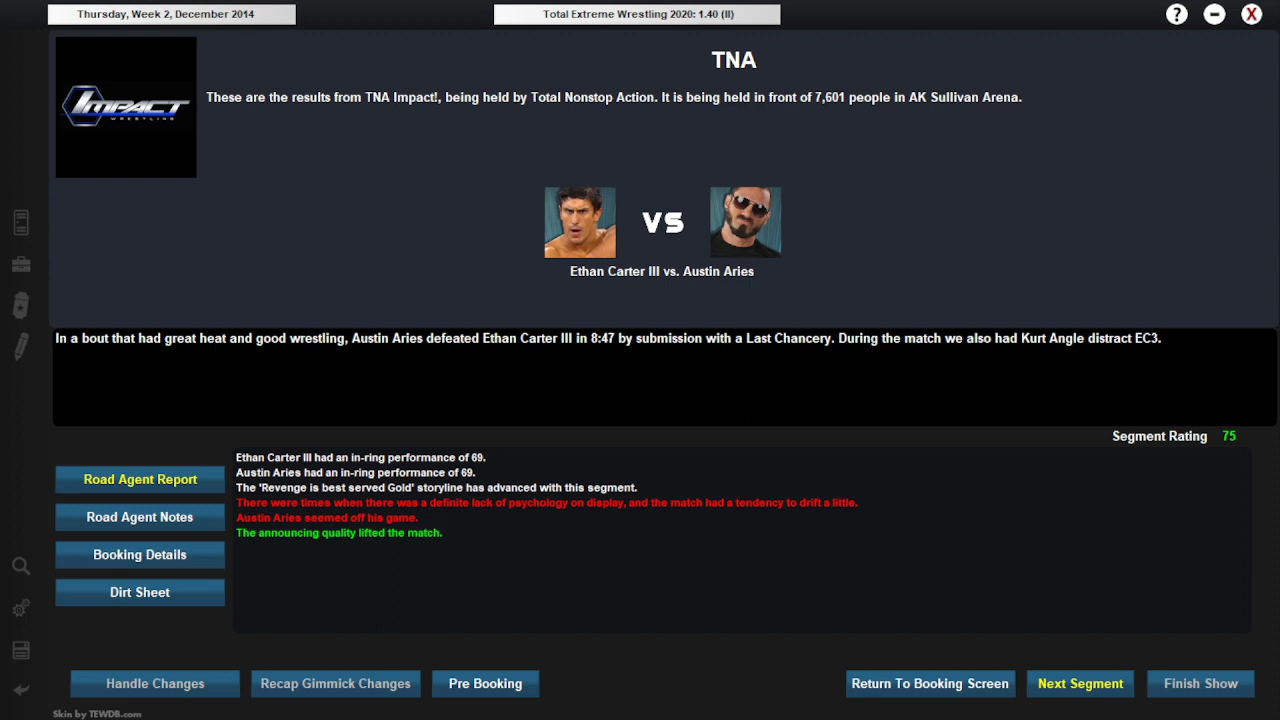 Thursday, Week 2, December 2014
Total Extreme Wrestling 2020: 1.40 (II)
?
X
TNA
IMPACT
WRESTLING
These are the results from TNA Impact!, being held by Total Nonstop Action. It is being held in front of 7,601 people in AK Sullivan Arena.
VS
Ethan Carter III vs. Austin Aries
In a bout that had great heat and good wrestling, Austin Aries defeated Ethan Carter III in 8:47 by submission with a Last Chancery. During the match we also had Kurt Angle distract EC3.
Segment Rating 75
Road Agent Report
Road Agent Notes
Booking Details
Dirt Sheet
Ethan Carter III had an in-ring performance of 69.
Austin Aries had an in-ring performance of 69.
The 'Revenge is best served Gold' storyline has advanced with this segment.
There were times when there was a definite lack of psychology on display, and the match had a tendency to drift a little.
Austin Aries seemed off his game.
The announcing quality lifted the match.
Handle Changes
Recap Gimmick Changes
Pre Booking
Return To Booking Screen
Next Segment
Finish Show
Skin by TEWDB.com